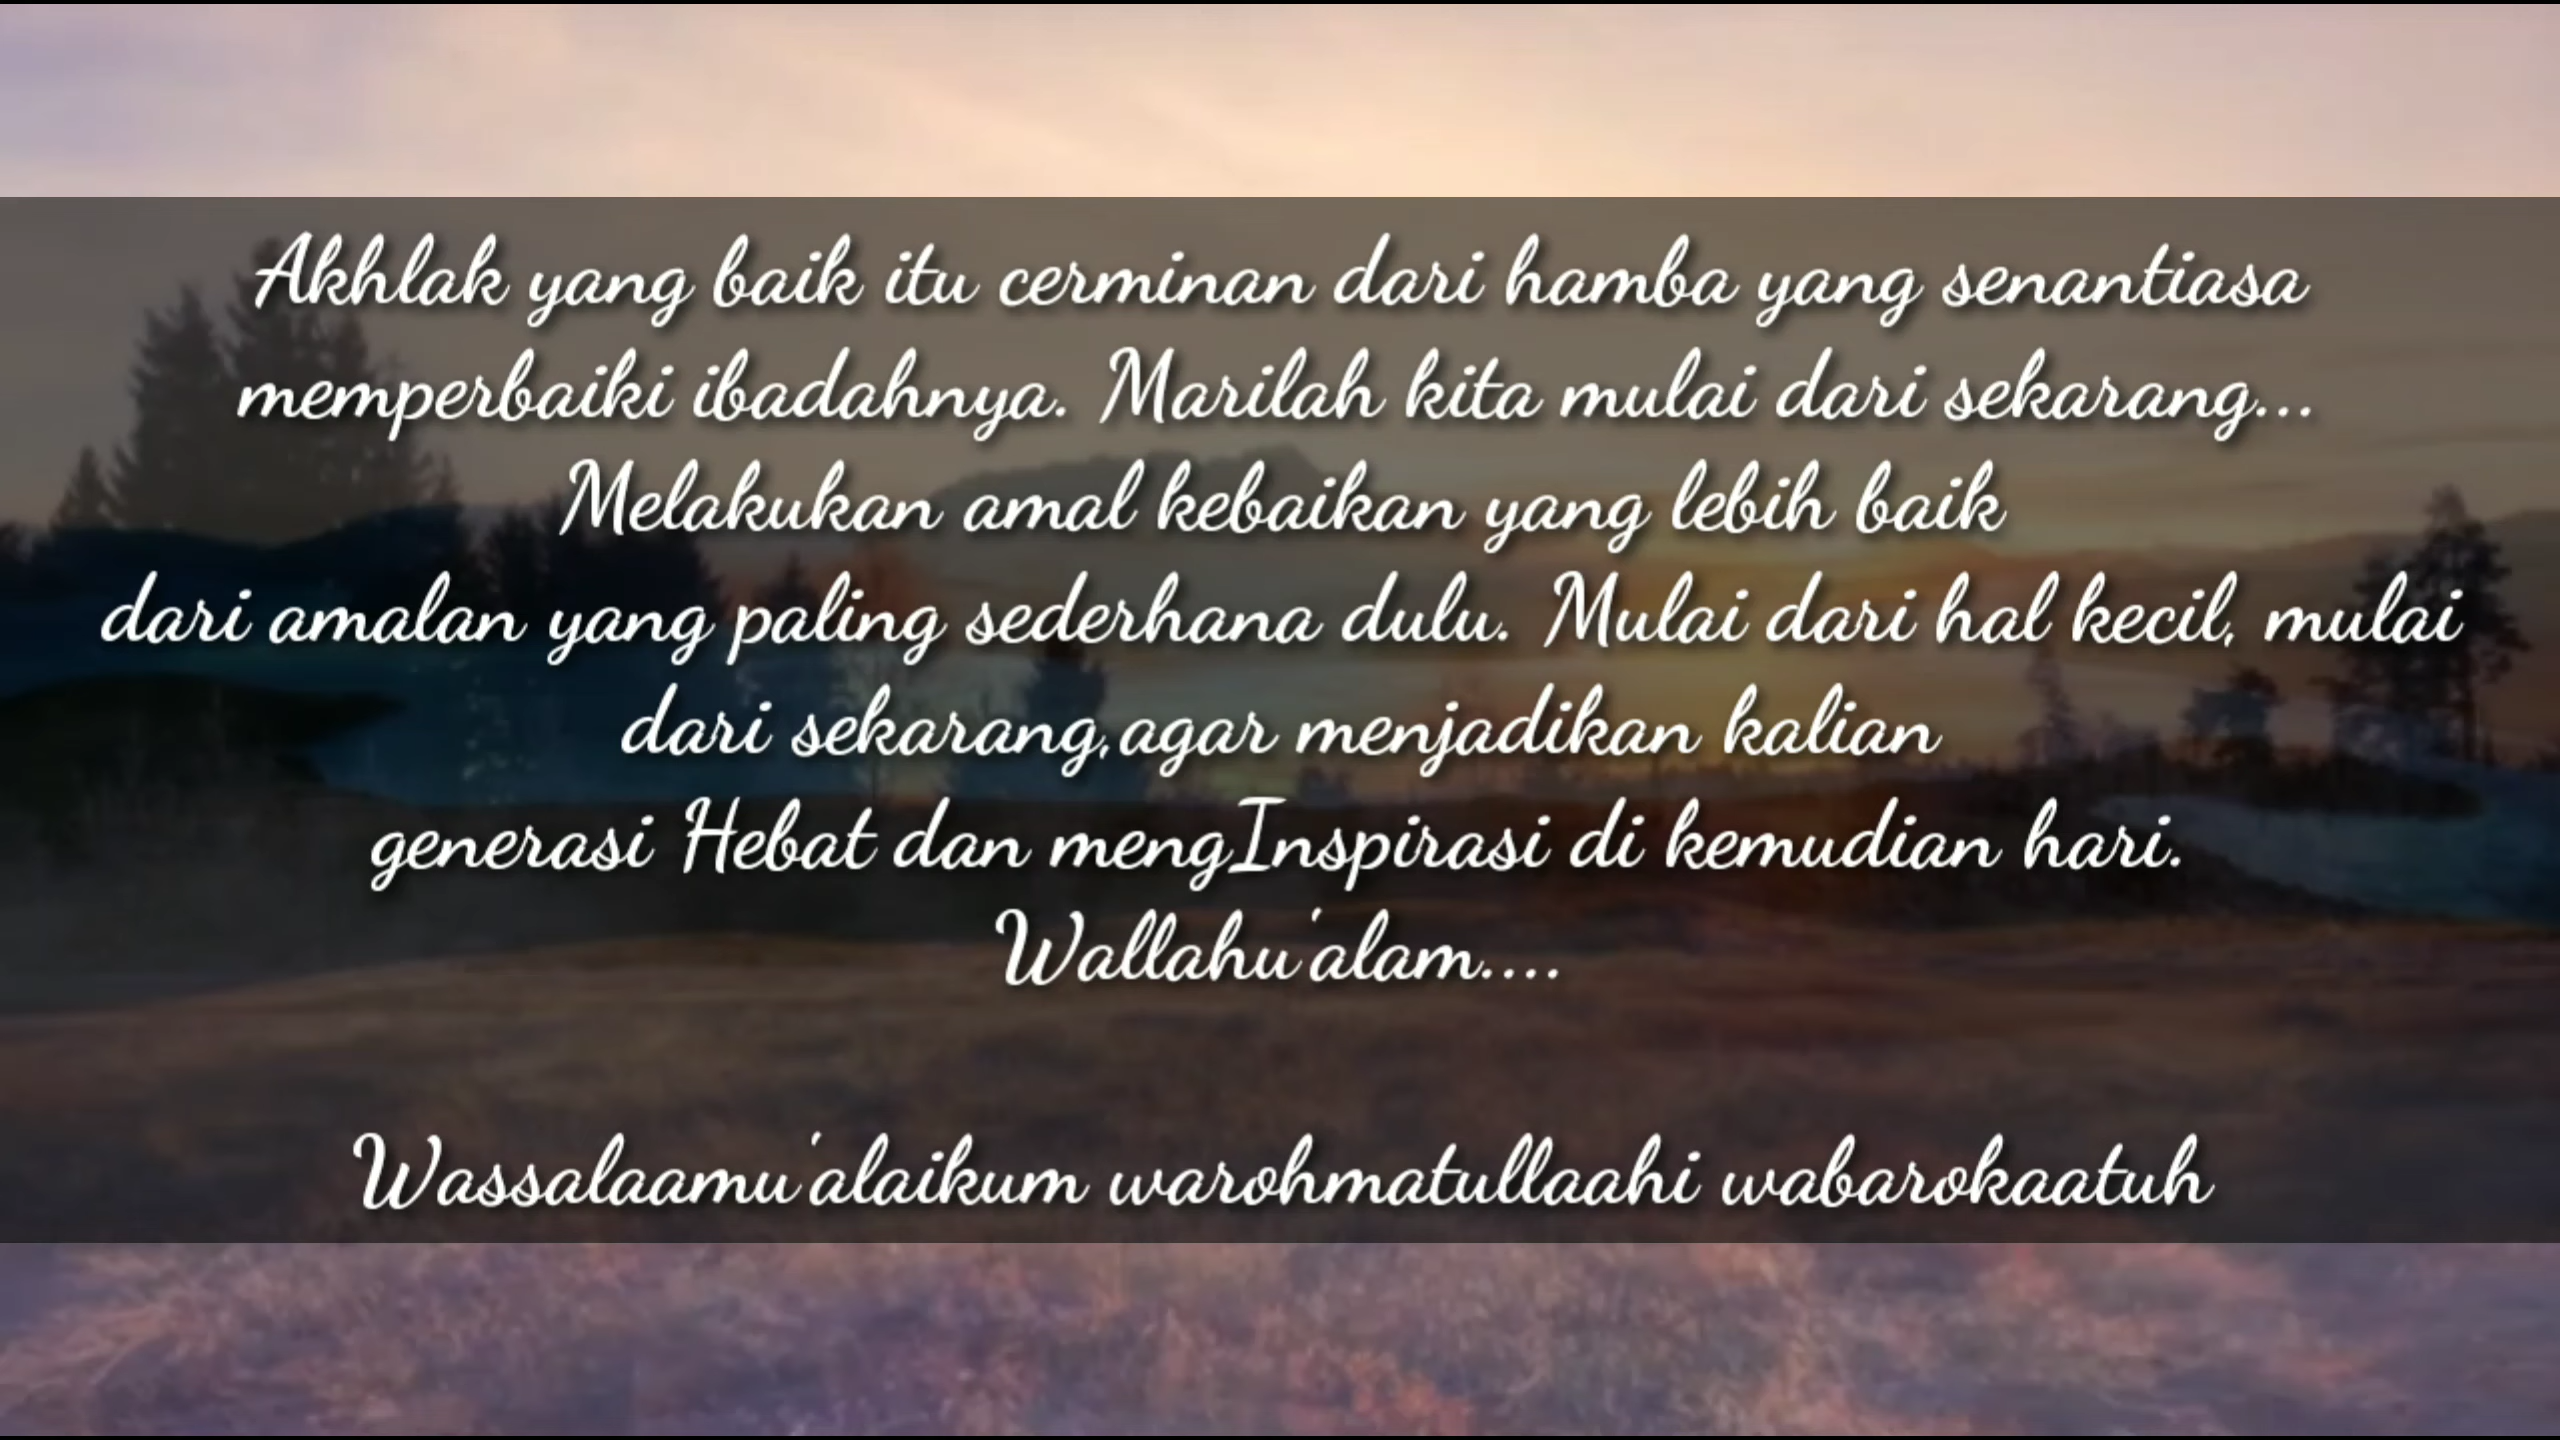 Akhlak yang baik itu cerminan dari hamba yang senantiasa
memperbaiki ibadahnya. Marilah kita mulai dari sekarang...
Melakukan amal kebaikan yang lebih baik
dari amalan yang paling sederhana dulu. Mulai dari hal kecil, mulai
dari sekarang,agar menjadikan kalian
generasi Hebat dan mengInspirasi di kemudian hari.
Wallahu'alam....
Wassalaamu'alaikum warohmatullaahi wabarokaatuh